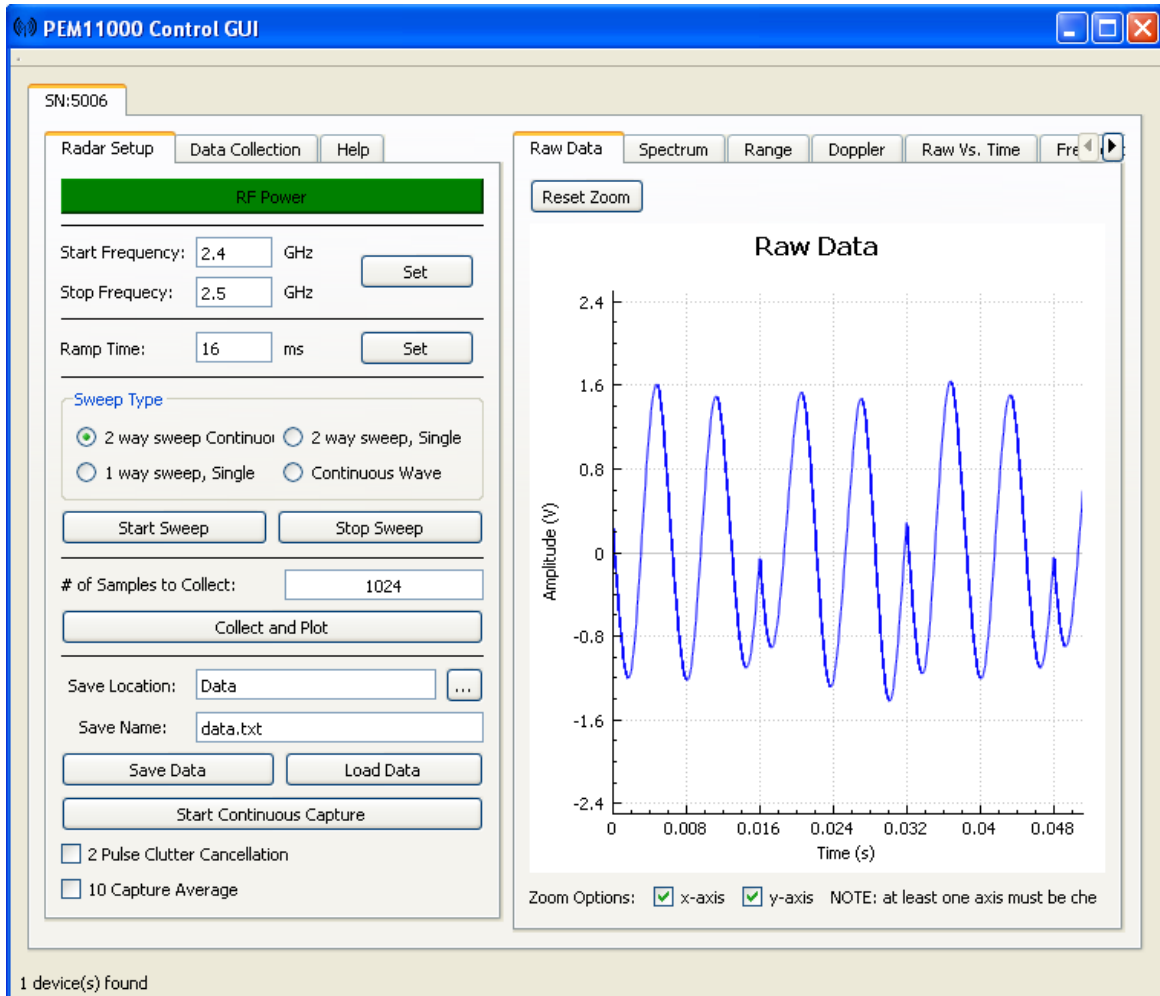 PEM11000 Control GUI
SN:5006
Radar Setup
Data Collection
Help
RF Power
Start Frequency: 2.4 GHz
Set
Stop Frequecy: 2.5 GHz
Ramp Time: 16 ms
Set
Sweep Type
2 way sweep Continuou
2 way sweep, Single
1 way sweep, Single
Continuous Wave
Start Sweep
Stop Sweep
# of Samples to Collect: 1024
Collect and Plot
Save Location: Data ...
Save Name: data.txt
Save Data
Load Data
Start Continuous Capture
2 Pulse Clutter Cancellation
10 Capture Average
Raw Data
Spectrum
Range
Doppler
Raw Vs. Time
Fre
Reset Zoom
Raw Data
2.4
1.6
0.8
0
-0.8
-1.6
-2.4
Amplitude (V)
0 0.008 0.016 0.024 0.032 0.04 0.048
Time (s)
Zoom Options: x-axis y-axis NOTE: at least one axis must be che
1 device(s) found